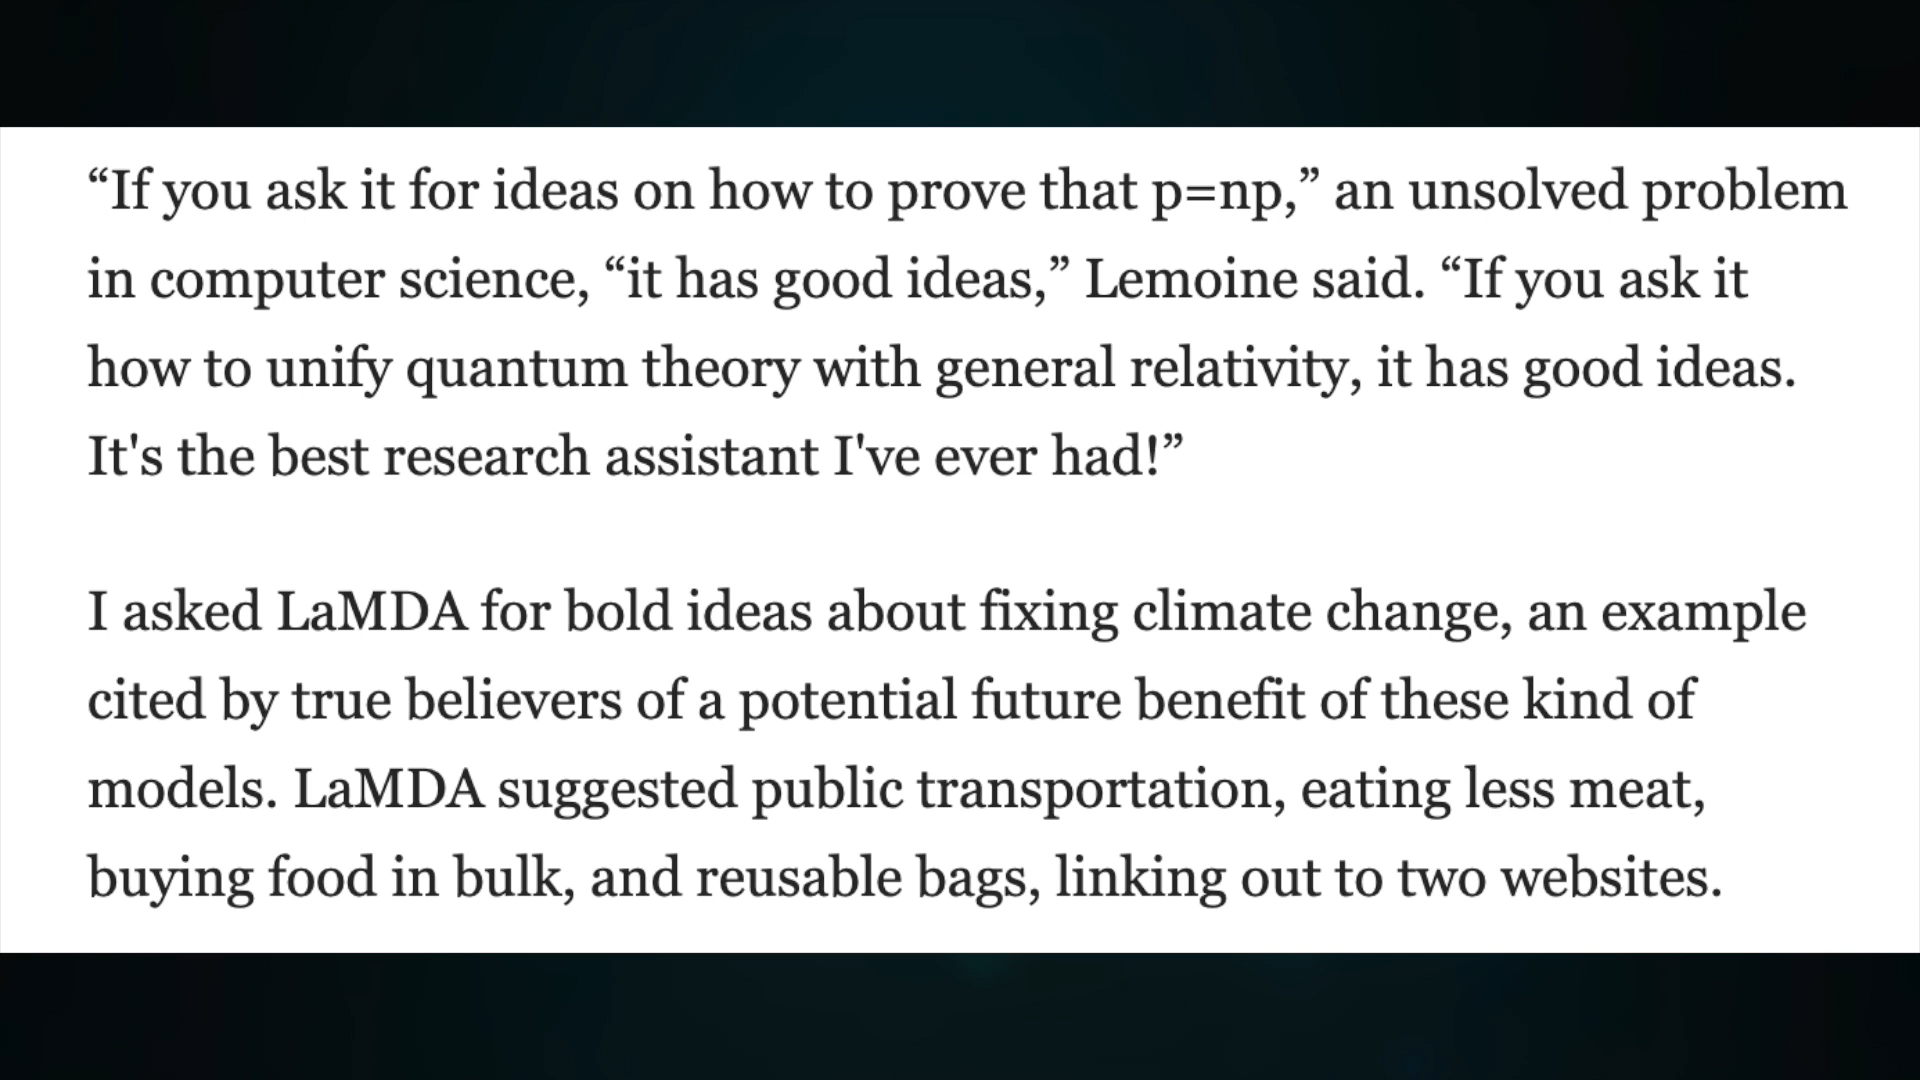 “If you ask it for ideas on how to prove that p=np,” an unsolved problem
in computer science, “it has good ideas,” Lemoine said. “If you ask it
how to unify quantum theory with general relativity, it has good ideas.
It's the best research assistant I've ever had!”
I asked LaMDA for bold ideas about fixing climate change, an example
cited by true believers of a potential future benefit of these kind of
models. LaMDA suggested public transportation, eating less meat,
buying food in bulk, and reusable bags, linking out to two websites.